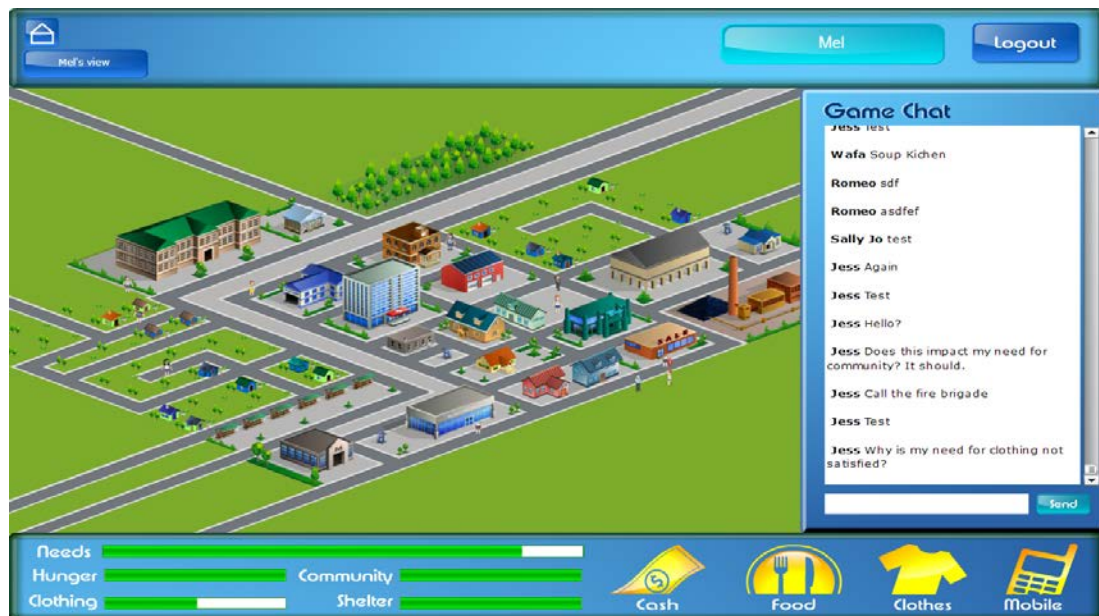 Mel's view
Mel
Logout
Game Chat
Jess Test
Wafa Soup Kichen
Romeo sdf
Romeo asdfef
Sally Jo test
Jess Again
Jess Test
Jess Hello?
Jess Does this impact my need for
community? It should.
Jess Call the fire brigade
Jess Test
Jess Why is my need for clothing not
satisfied?
Send
SALE
Needs
Hunger
Community
Clothing
Shelter
Cash
Food
Clothes
Mobile